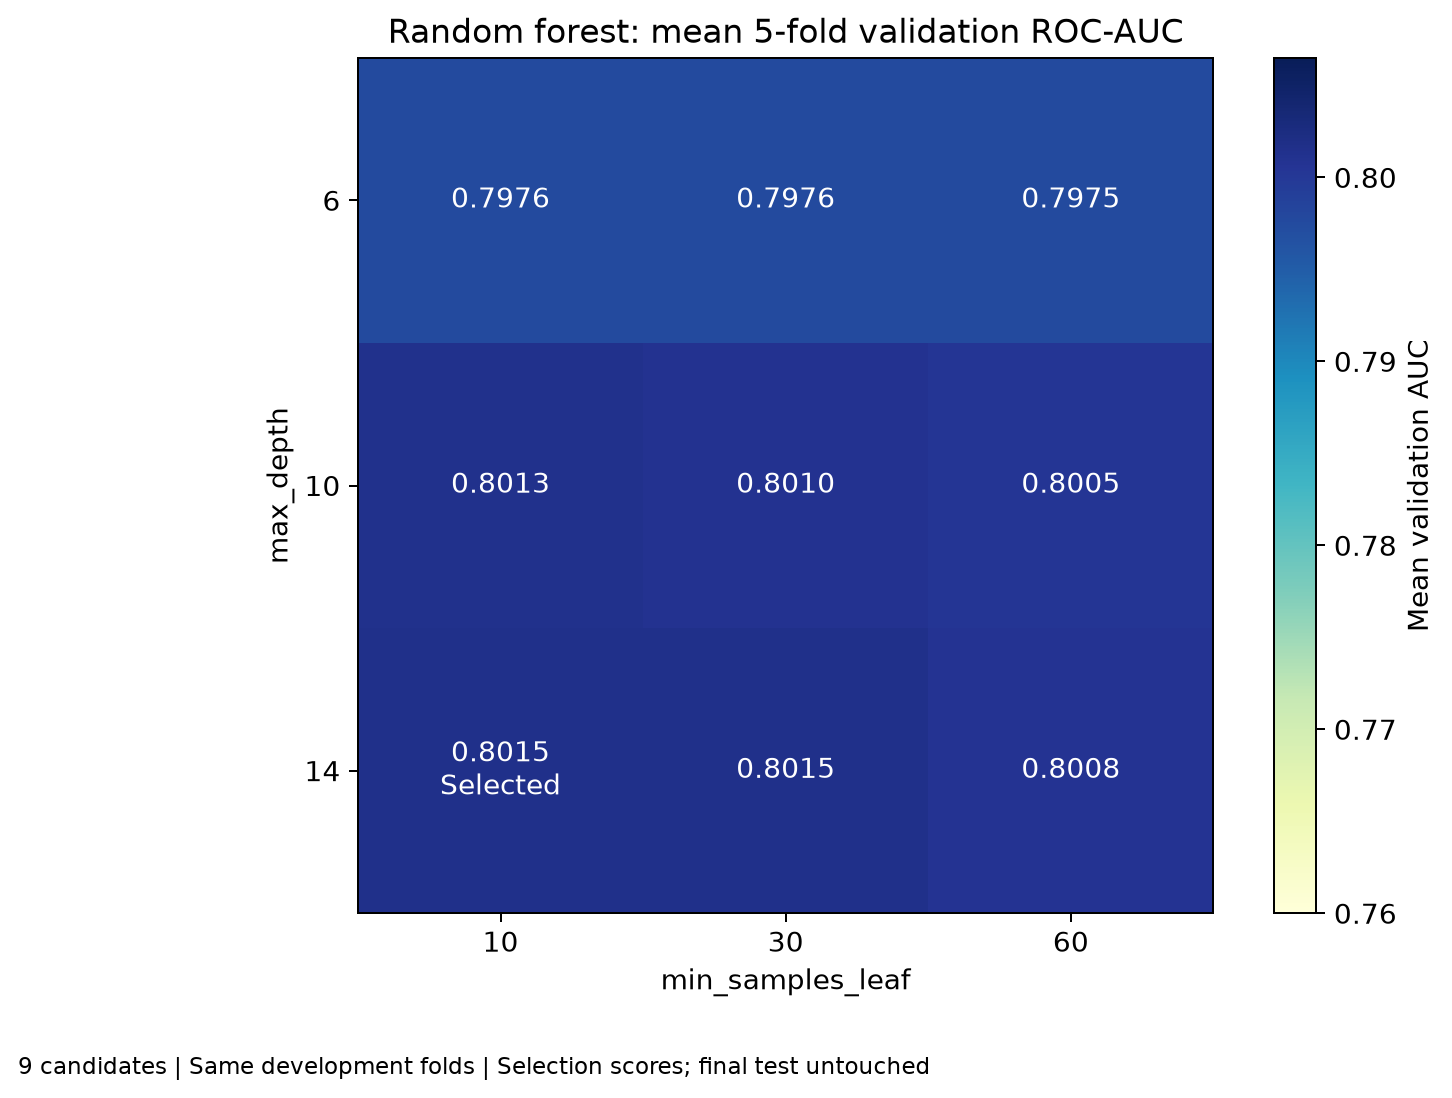 Random forest: mean 5-fold validation ROC-AUC
max_depth
6
0.7976 0.7976 0.7975
10
0.8013 0.8010 0.8005
14
0.8015
Selected
0.8015 0.8008
10 30 60
min_samples_leaf
0.80
0.79
0.78
0.77
0.76
Mean validation AUC
9 candidates | Same development folds | Selection scores; final test untouched